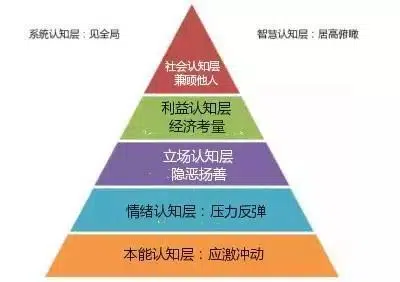 系统认知层：见全局
智慧认知层：居高俯瞰
社会认知层
兼顾他人
利益认知层
经济考量
立场认知层
隐恶扬善
情绪认知层：压力反弹
本能认知层：应激冲动